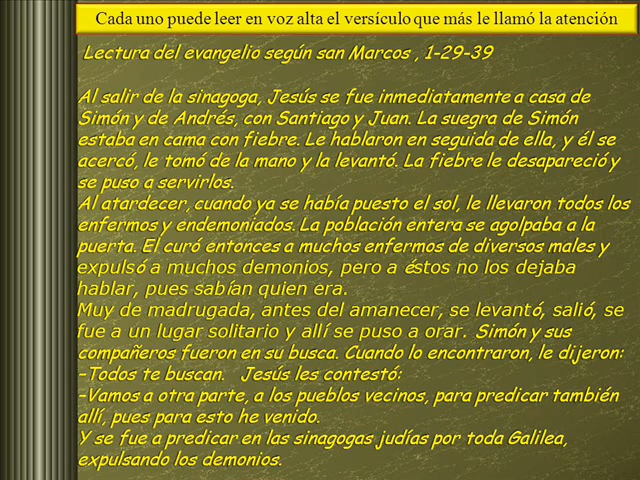 Cada uno puede leer en voz alta el versículo que más le llamó la atención
Lectura del evangelio según san Marcos , 1-29-39
Al salir de la sinagoga, Jesús se fue inmediatamente a casa de
Simón y de Andrés, con Santiago y Juan. La suegra de Simón
estaba en cama con fiebre. Le hablaron en seguida de ella, y él se
acercó, le tomó de la mano y la levantó. La fiebre le desapareció y
se puso a servirlos.
Al atardecer, cuando ya se había puesto el sol, le llevaron todos los
enfermos y endemoniados. La población entera se agolpaba a la
puerta. El curó entonces a muchos enfermos de diversos males y
expulsó a muchos demonios, pero a éstos no los dejaba
hablar, pues sabían quien era.
Muy de madrugada, antes del amanecer, se levantó, salió, se
fue a un lugar solitario y allí se puso a orar. Simón y sus
compañeros fueron en su busca. Cuando lo encontraron, le dijeron:
–Todos te buscan. Jesús les contestó:
–Vamos a otra parte, a los pueblos vecinos, para predicar también
allí, pues para esto he venido.
Y se fue a predicar en las sinagogas judías por toda Galilea,
expulsando los demonios.